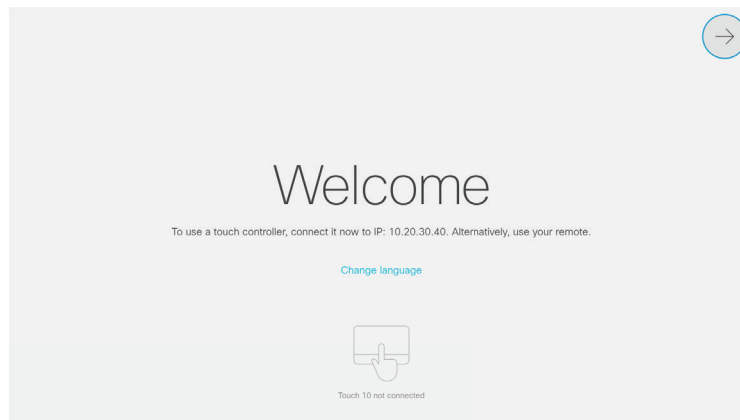 Welcome
To use a touch controller, connect it now to IP: 10.20.30.40. Alternatively, use your remote.
Change language
Touch 10 not connected